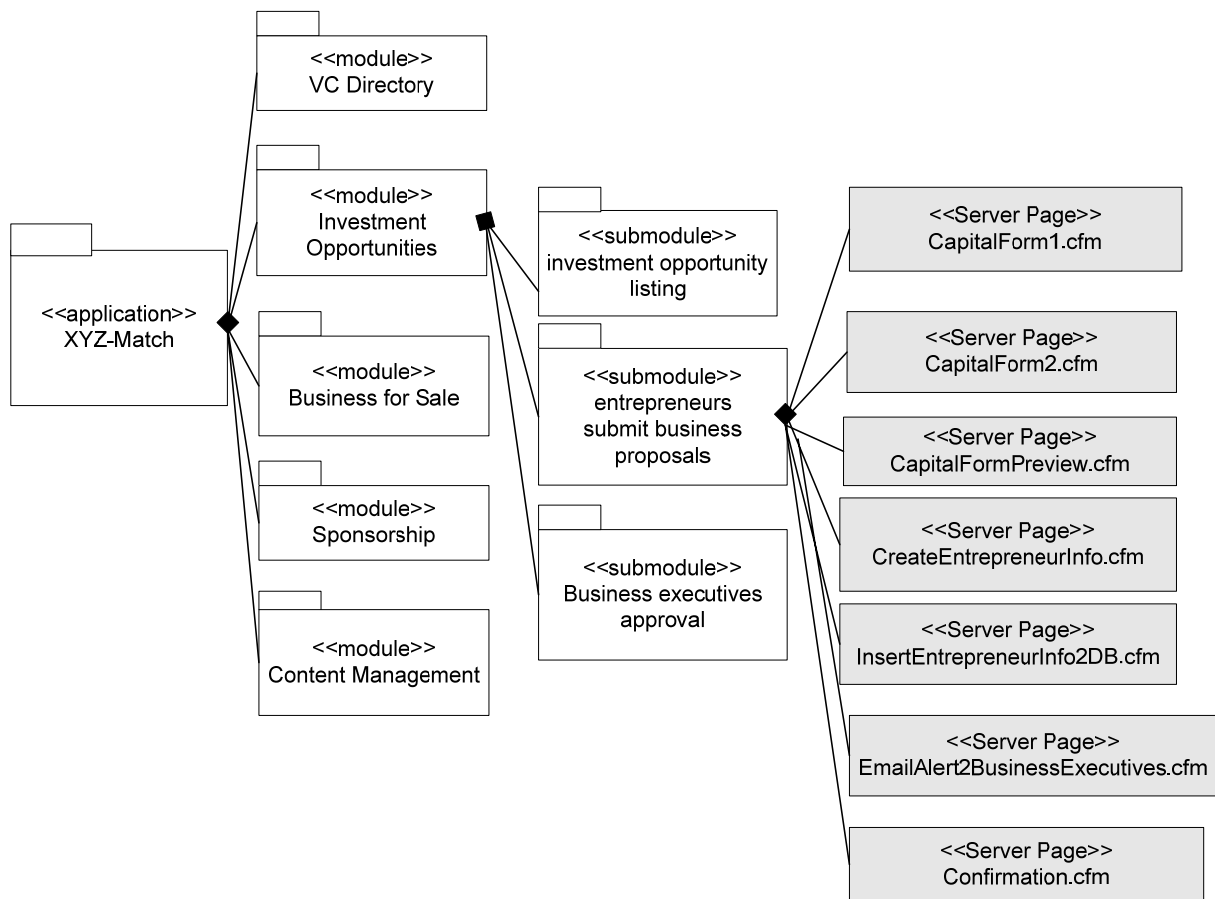 <<application>>
XYZ-Match
<<module>>
VC Directory
<<module>>
Investment
Opportunities
<<module>>
Business for Sale
<<module>>
Sponsorship
<<module>>
Content Management
<<submodule>>
investment opportunity
listing
<<submodule>>
entrepreneurs
submit business
proposals
<<submodule>>
Business executives
approval
<<Server Page>>
CapitalForm1.cfm
<<Server Page>>
CapitalForm2.cfm
<<Server Page>>
CapitalFormPreview.cfm
<<Server Page>>
CreateEntrepreneurInfo.cfm
<<Server Page>>
InsertEntrepreneurInfo2DB.cfm
<<Server Page>>
EmailAlert2BusinessExecutives.cfm
<<Server Page>>
Confirmation.cfm